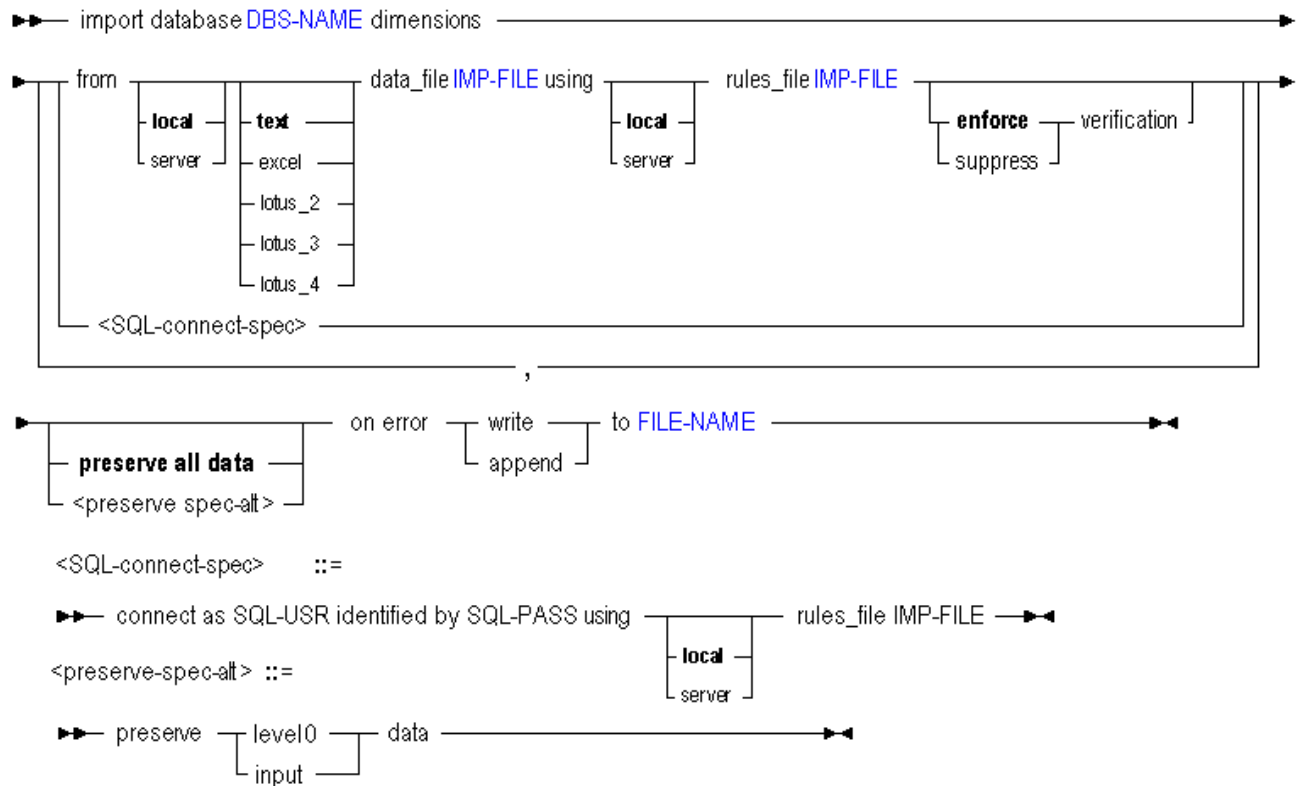 import database DBS-NAME dimensions
from data_file IMP-FILE using rules_file IMP-FILE
local text local enforce verification
server excel server suppress
lotus_2
lotus_3
lotus_4
<SQL-connect-spec>
,
on error write to FILE-NAME
preserve all data append
<preserve spec-alt>
<SQL-connect-spec> ::=
connect as SQL-USR identified by SQL-PASS using rules_file IMP-FILE
local
<preserve-spec-alt> ::=
server
preserve level0 data
input